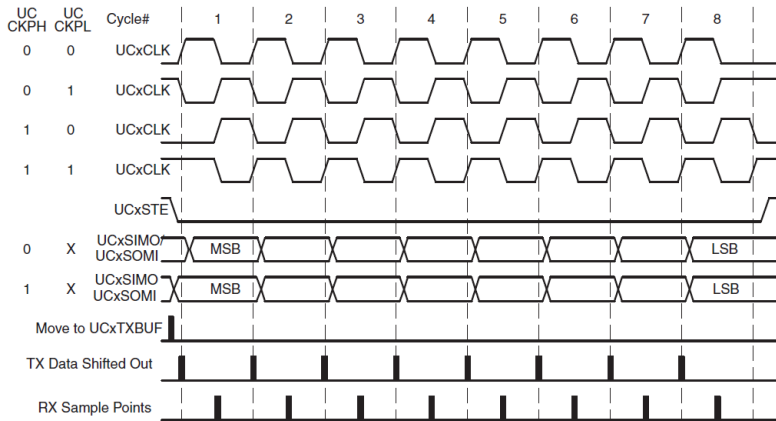 UC UC
CKPH CKPL Cycle# 1 2 3 4 5 6 7 8
0 0 UCxCLK
0 1 UCxCLK
1 0 UCxCLK
1 1 UCxCLK
UCxSTE
UCxSIMO/
0 X UCxSOMI MSB LSB
UCxSIMO
1 X UCxSOMI MSB LSB
Move to UCxTXBUF
TX Data Shifted Out
RX Sample Points